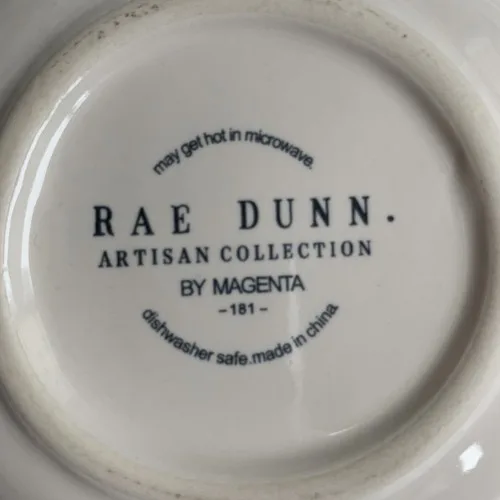 may get hot in microwave.
RAE DUNN.
ARTISAN COLLECTION
BY MAGENTA
–181–
dishwasher safe.made in china